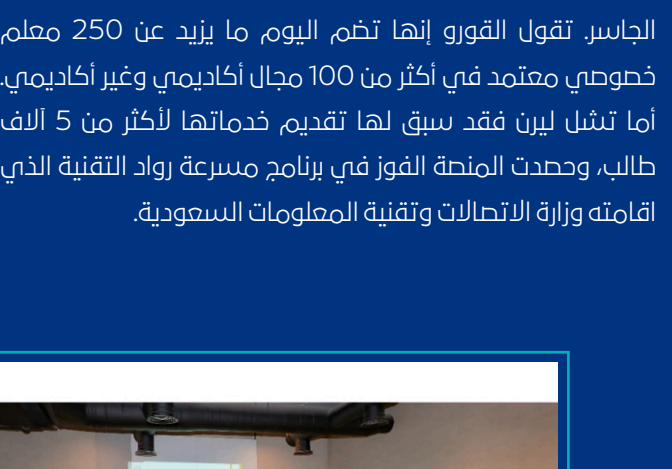 الجاسر. تقول القورو إنها تضم اليوم ما يزيد عن 250 معلم
خصوصي معتمد في أكثر من 100 مجال أكاديمي وغير أكاديمي.
أما تشل ليرن فقد سبق لها تقديم خدماتها لأكثر من 5 آلاف
طالب، وحصدت المنصة الفوز في برنامج مسرعة رواد التقنية الذي
اقامته وزارة الاتصالات وتقنية المعلومات السعودية.